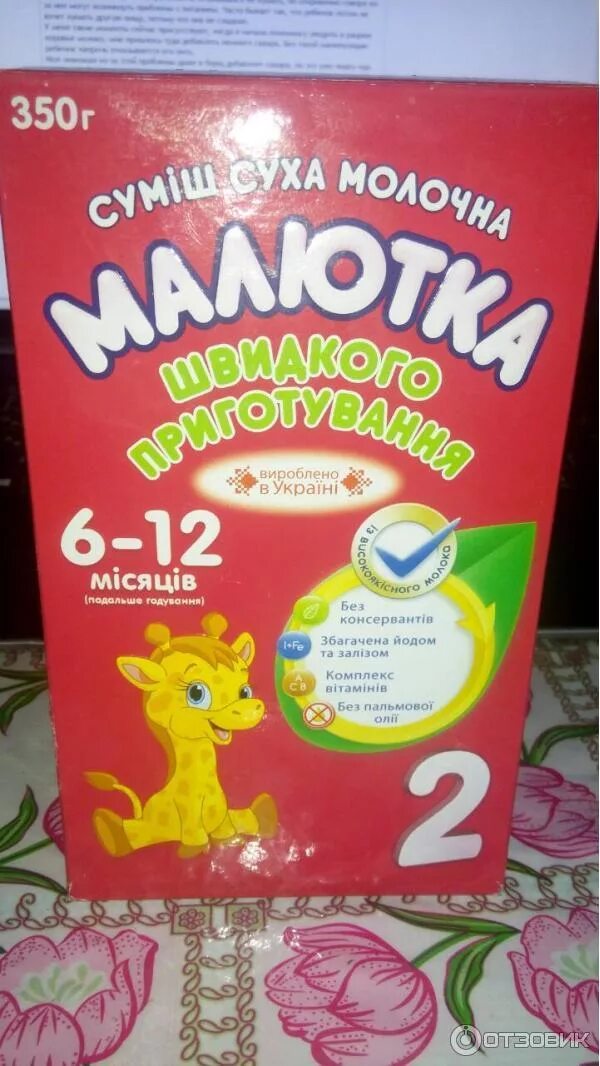 350г
СУМІШ СУХА МОЛОЧНА
МАЛЮТКА
ШВИДКОГО
ПРИГОТУВАННЯ
вироблено
в Україні
6-12
місяців
(подальше годування)
із високоякісного молока
Без
консервантів
I+Fe
Збагачена йодом
та залізом
A
C B
Комплекс
вітамінів
Без пальмової
олії
2
ОТЗОВИК